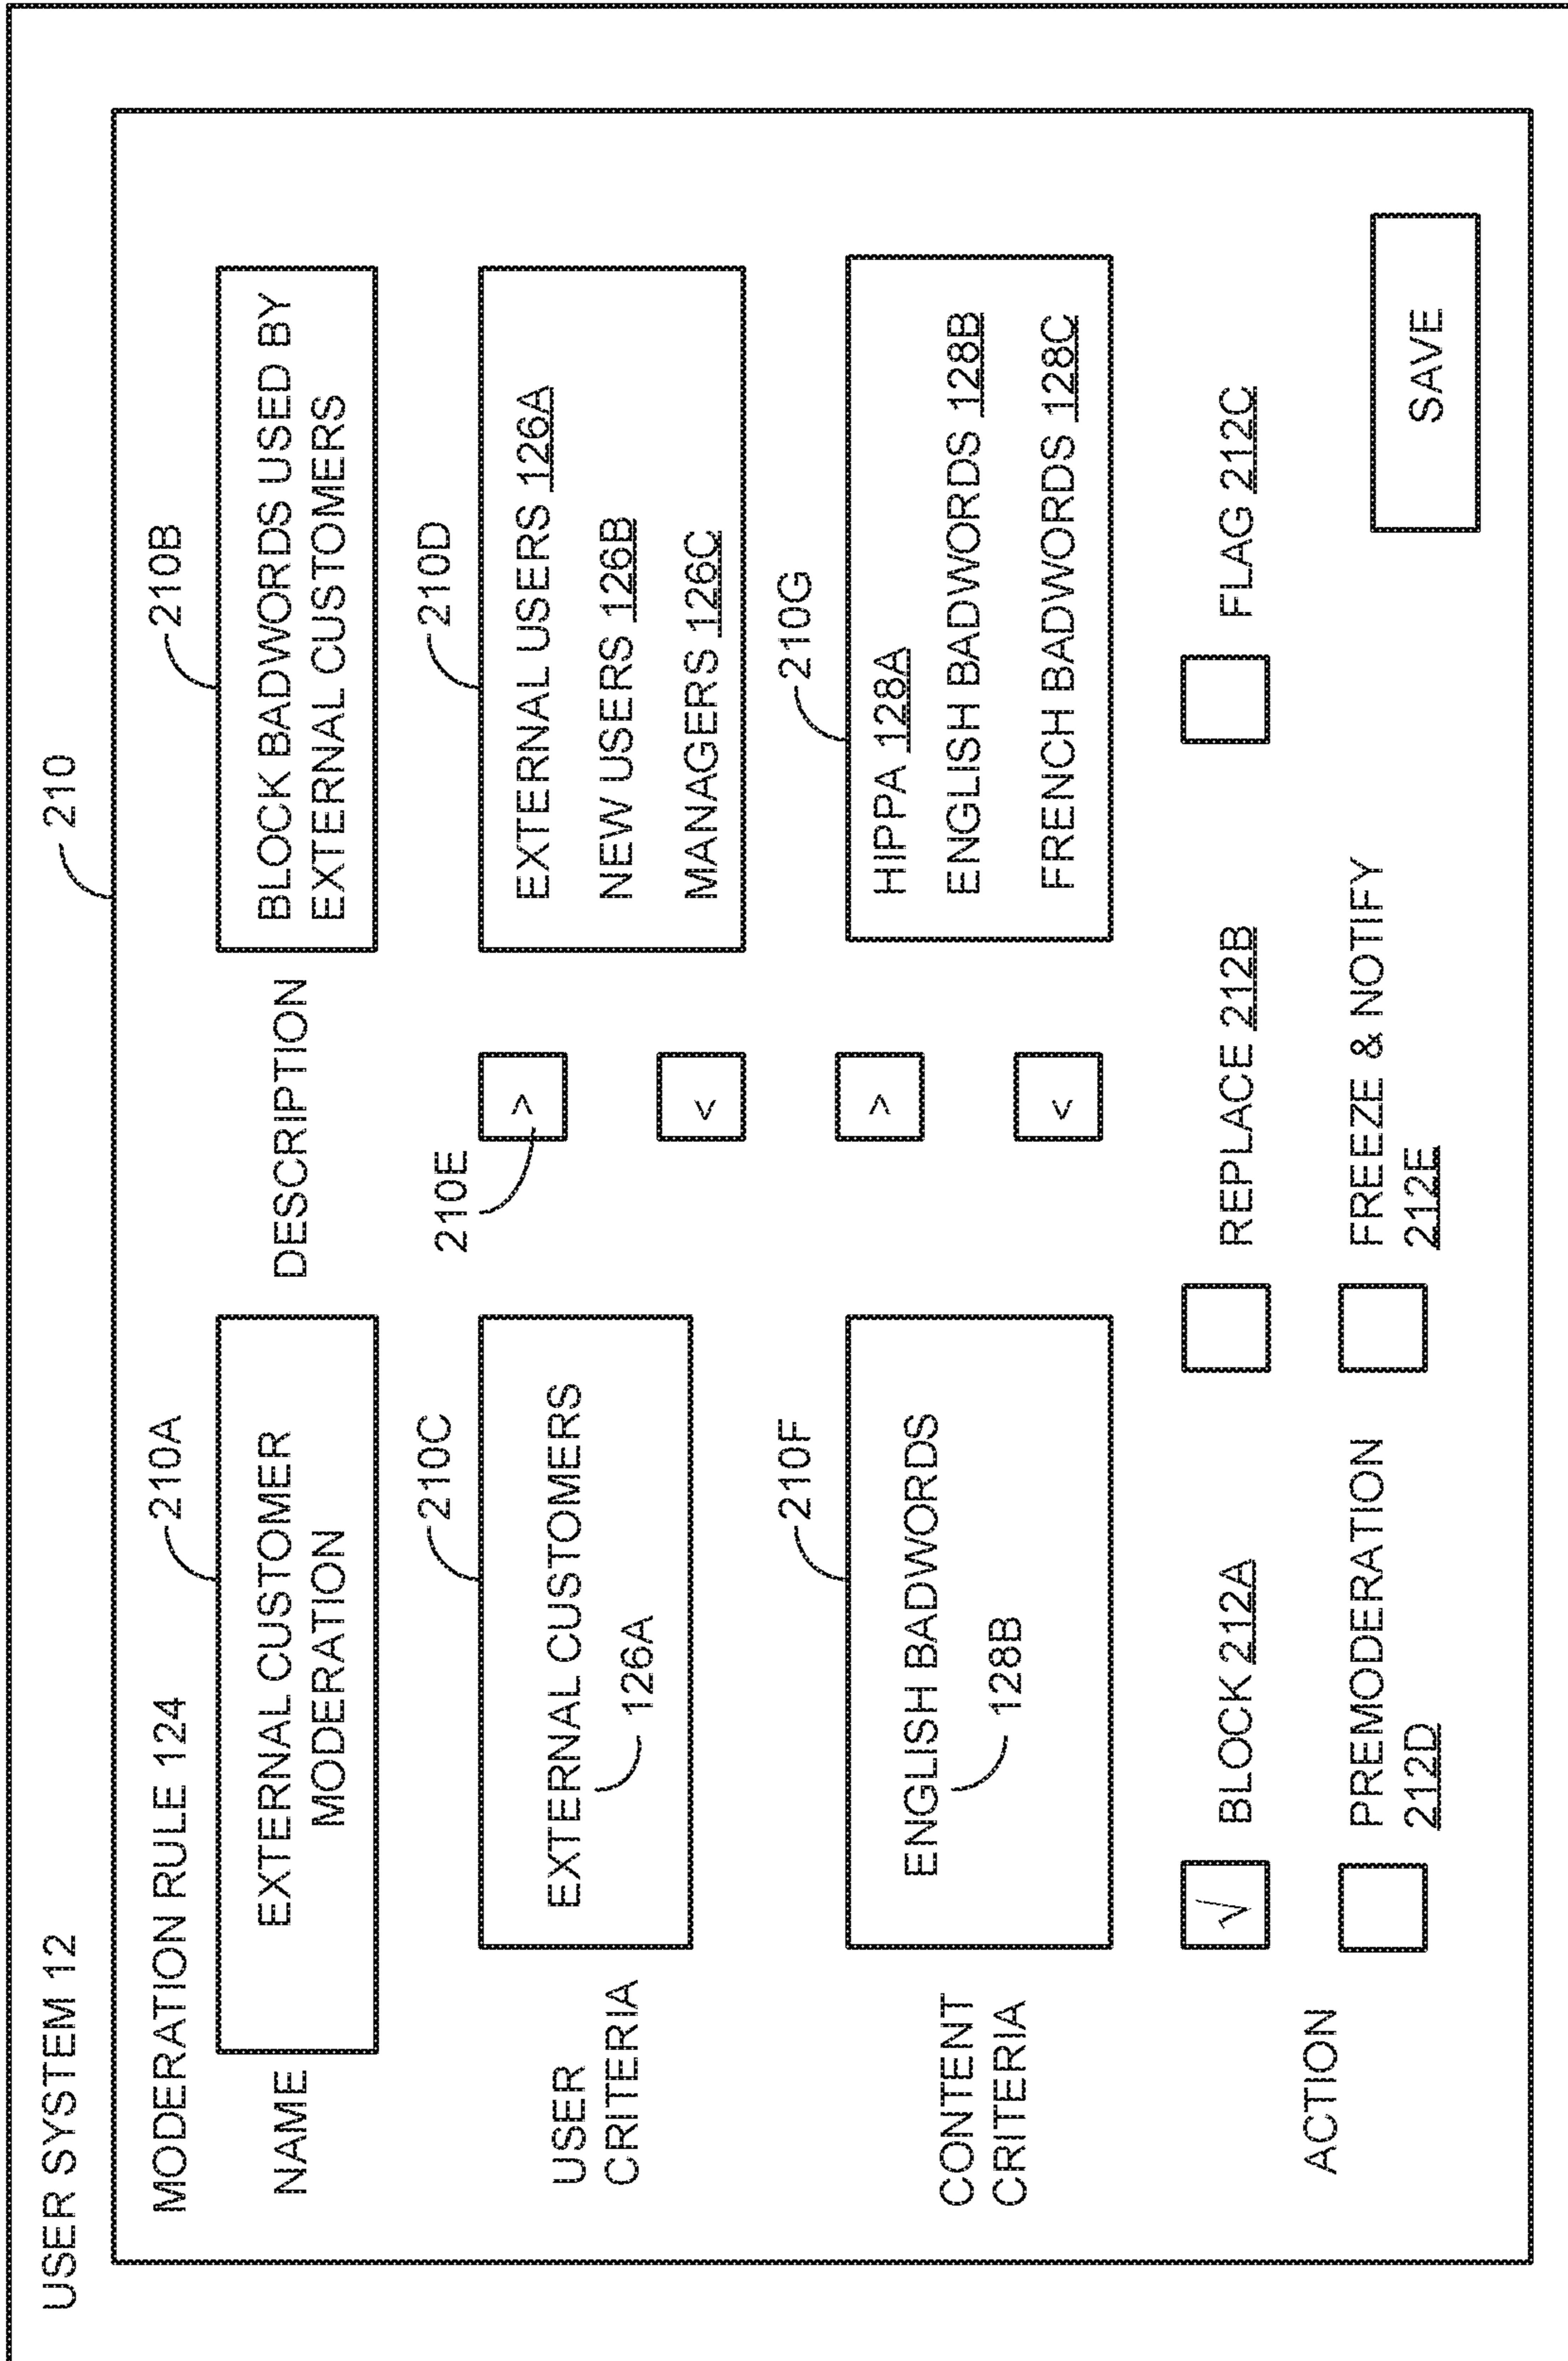 USER SYSTEM 12
210
MODERATION RULE 124
210A
210B
NAME
EXTERNAL CUSTOMER
MODERATION
DESCRIPTION
BLOCK BADWORDS USED BY
EXTERNAL CUSTOMERS
210C
210E
210D
USER
CRITERIA
EXTERNAL CUSTOMERS
126A
>
<
EXTERNAL USERS 126A
NEW USERS 126B
MANAGERS 126C
210F
210G
CONTENT
CRITERIA
ENGLISH BADWORDS
128B
>
<
HIPPA 128A
ENGLISH BADWORDS 128B
FRENCH BADWORDS 128C
ACTION
√ BLOCK 212A
REPLACE 212B
FLAG 212C
PREMODERATION
212D
FREEZE & NOTIFY
212E
SAVE